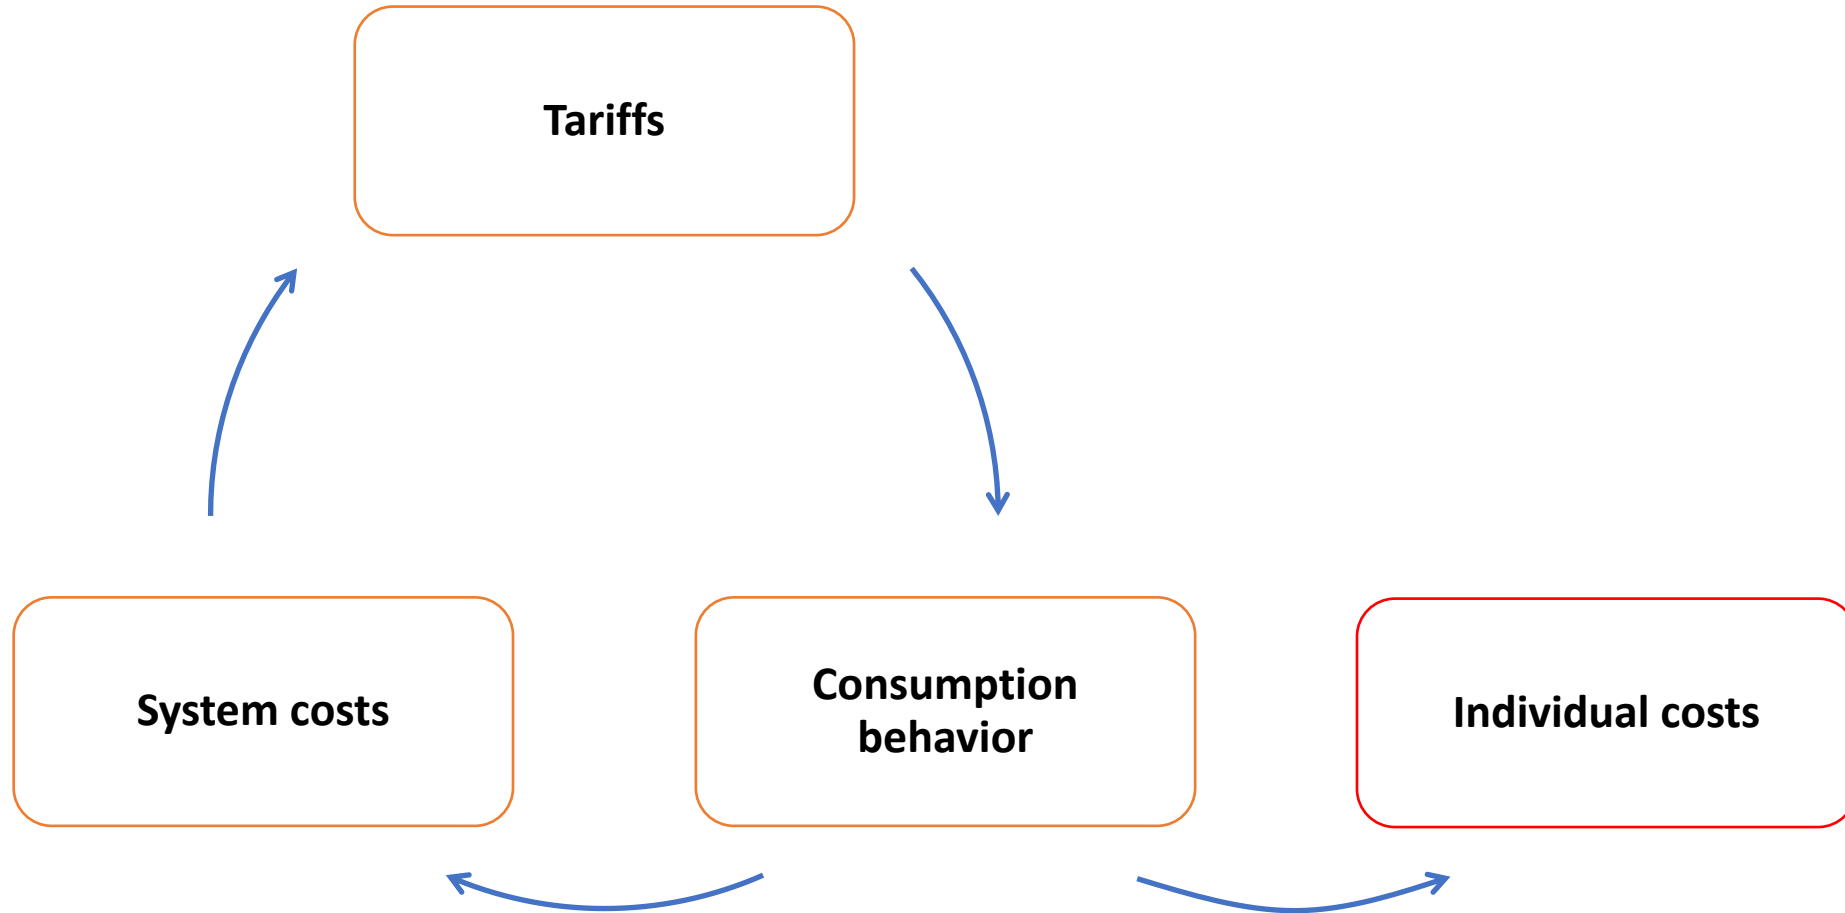 Tariffs
System costs
Consumption
behavior
Individual costs